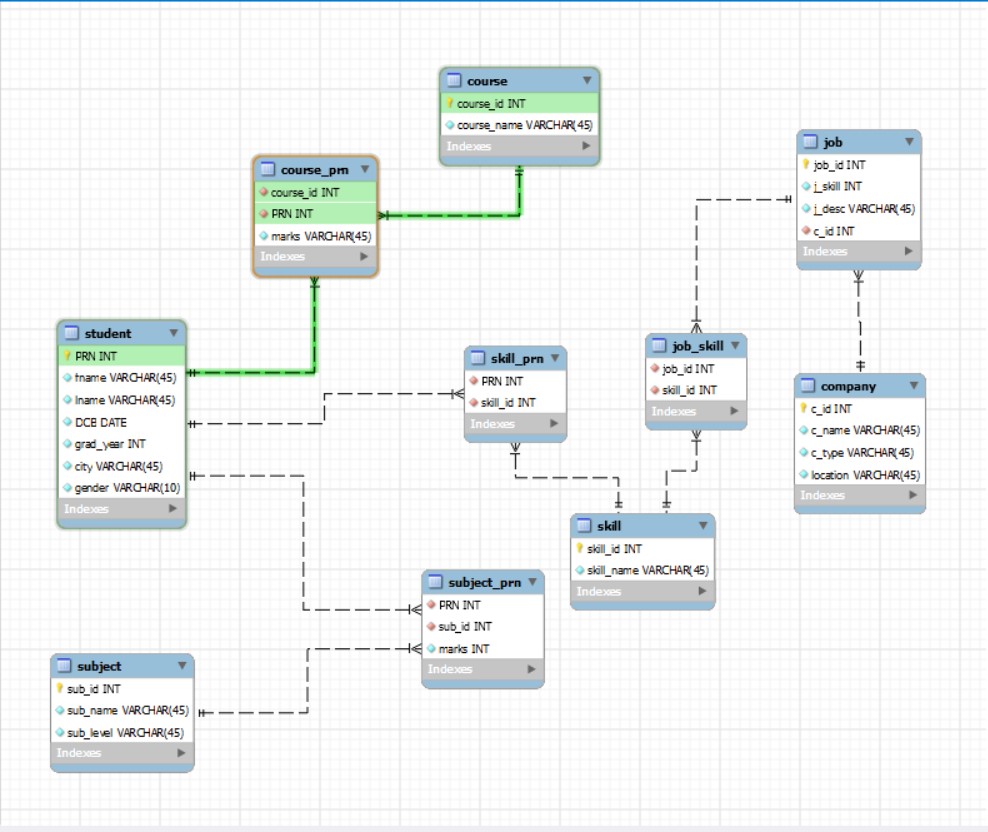 course
course_id INT
course_name VARCHAR(45)
Indexes
course_prn
course_id INT
PRN INT
marks VARCHAR(45)
Indexes
job
job_id INT
j_skill INT
j_desc VARCHAR(45)
c_id INT
Indexes
student
PRN INT
fname VARCHAR(45)
lname VARCHAR(45)
DOB DATE
grad_year INT
city VARCHAR(45)
gender VARCHAR(10)
Indexes
skill_prn
PRN INT
skill_id INT
Indexes
job_skill
job_id INT
skill_id INT
Indexes
company
c_id INT
c_name VARCHAR(45)
c_type VARCHAR(45)
location VARCHAR(45)
Indexes
skill
skill_id INT
skill_name VARCHAR(45)
Indexes
subject_prn
PRN INT
sub_id INT
marks INT
Indexes
subject
sub_id INT
sub_name VARCHAR(45)
sub_level VARCHAR(45)
Indexes